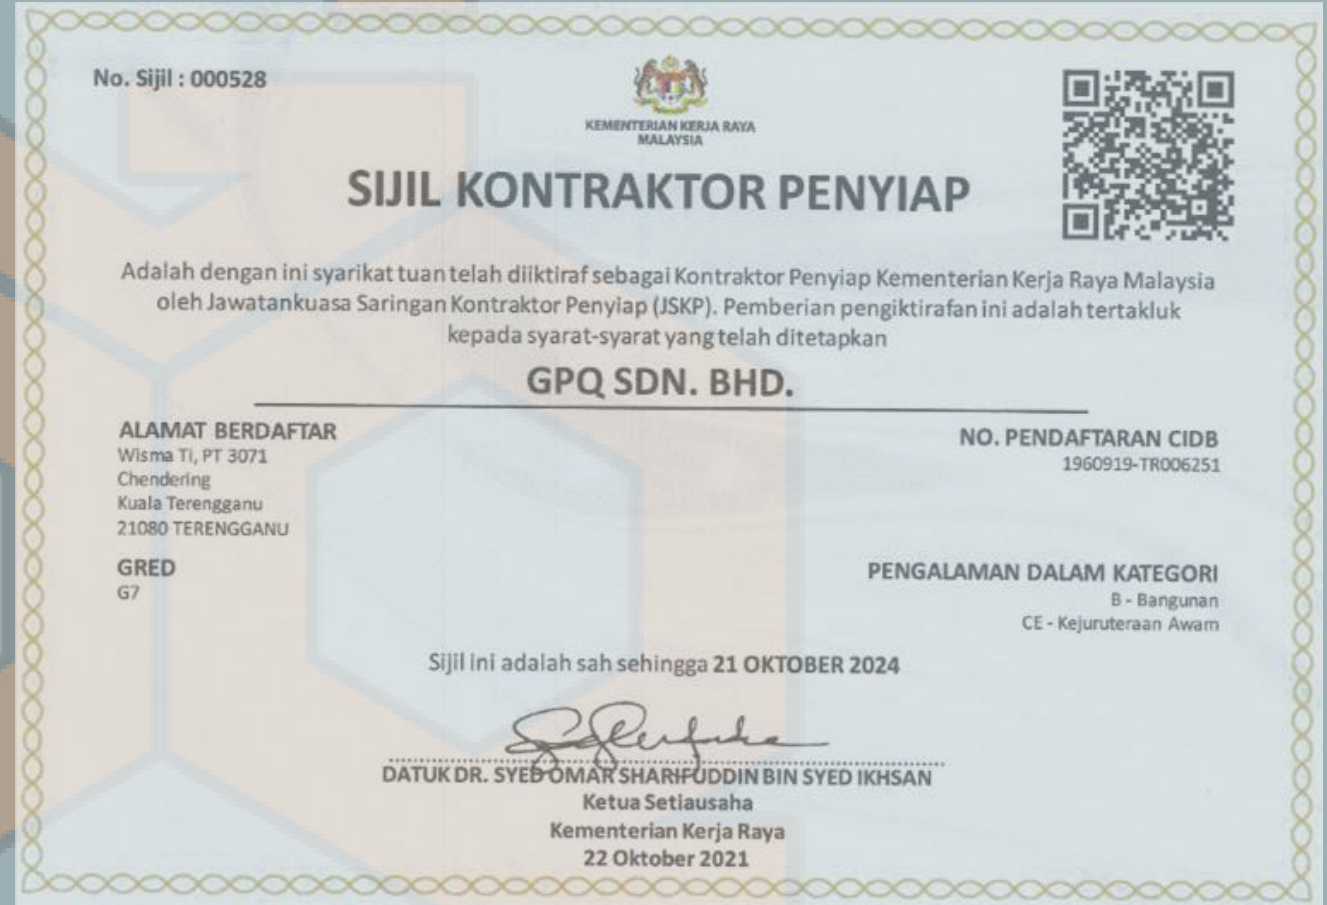 No. Sijil : 000528
KEMENTERIAN KERJA RAYA
MALAYSIA
SIJIL KONTRAKTOR PENYIAP
Adalah dengan ini syarikat tuan telah diiktiraf sebagai Kontraktor Penyiap Kementerian Kerja Raya Malaysia
oleh Jawatankuasa Saringan Kontraktor Penyiap (JSKP). Pemberian pengiktirafan ini adalah tertakluk
kepada syarat-syarat yang telah ditetapkan
GPQ SDN. BHD.
ALAMAT BERDAFTAR
Wisma Ti, PT 3071
Chendering
Kuala Terengganu
21080 TERENGGANU
NO. PENDAFTARAN CIDB
1960919-TR006251
GRED
G7
PENGALAMAN DALAM KATEGORI
B - Bangunan
CE - Kejuruteraan Awam
Sijil ini adalah sah sehingga 21 OKTOBER 2024
DATUK DR. SYED OMAR SHARIFUDDIN BIN SYED IKHSAN
Ketua Setiausaha
Kementerian Kerja Raya
22 Oktober 2021